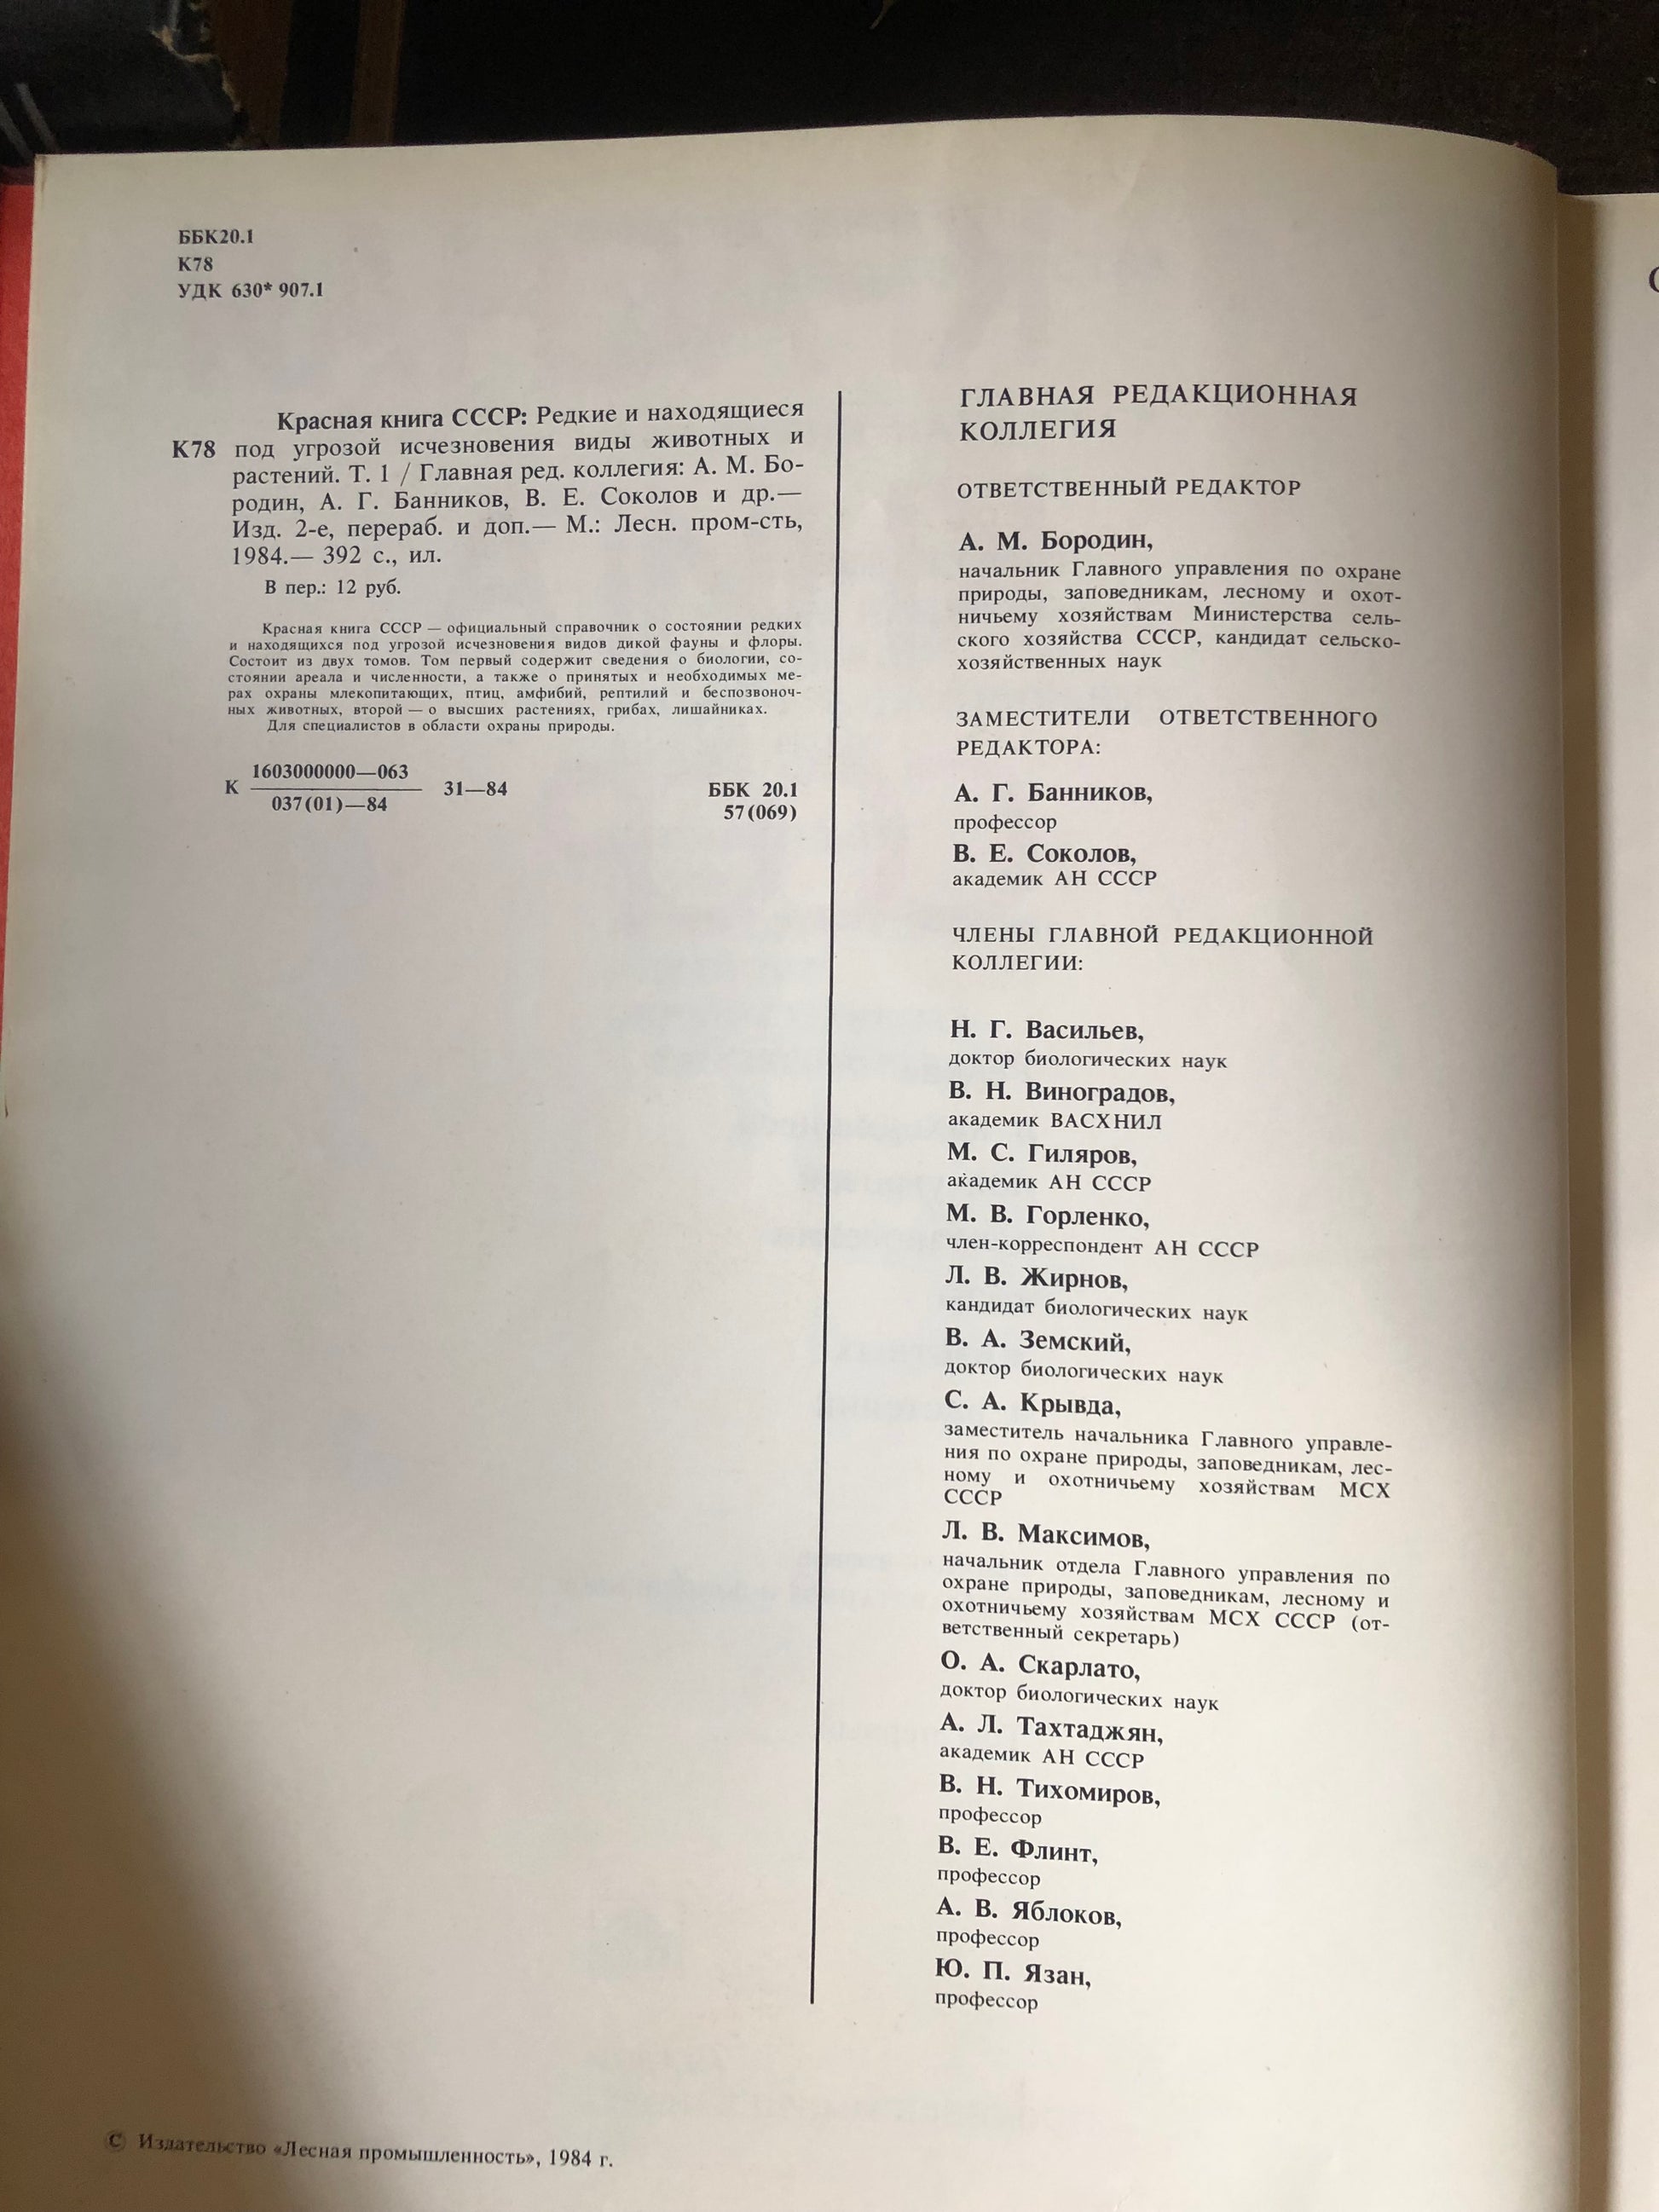 ББК20.1
К78
УДК 630* 907.1
Красная книга СССР: Редкие и находящиеся
К78 под угрозой исчезновения виды животных и
растений. Т. 1 / Главная ред. коллегия: А. М. Бо-
родин, А. Г. Банников, В. Е. Соколов и др.—
Изд. 2-е, перераб. и доп.— М.: Лесн. пром-сть,
1984.— 392 с., ил.
В пер.: 12 руб.
Красная книга СССР — официальный справочник о состоянии редких
и находящихся под угрозой исчезновения видов дикой фауны и флоры.
Состоит из двух томов. Том первый содержит сведения о биологии, со-
стоянии ареала и численности, а также о принятых и необходимых ме-
рах охраны млекопитающих, птиц, амфибий, рептилий и беспозвоноч-
ных животных, второй — о высших растениях, грибах, лишайниках.
Для специалистов в области охраны природы.
1603000000—063
К 31—84
037(01)—84
ББК 20.1
57(069)
ГЛАВНАЯ РЕДАКЦИОННАЯ
КОЛЛЕГИЯ
ОТВЕТСТВЕННЫЙ РЕДАКТОР
А. М. Бородин,
начальник Главного управления по охране
природы, заповедникам, лесному и охот-
ничьему хозяйствам Министерства сель-
ского хозяйства СССР, кандидат сельско-
хозяйственных наук
ЗАМЕСТИТЕЛИ ОТВЕТСТВЕННОГО
РЕДАКТОРА:
А. Г. Банников,
профессор
В. Е. Соколов,
академик АН СССР
ЧЛЕНЫ ГЛАВНОЙ РЕДАКЦИОННОЙ
КОЛЛЕГИИ:
Н. Г. Васильев,
доктор биологических наук
В. Н. Виноградов,
академик ВАСХНИЛ
М. С. Гиляров,
академик АН СССР
М. В. Горленко,
член-корреспондент АН СССР
Л. В. Жирнов,
кандидат биологических наук
В. А. Земский,
доктор биологических наук
С. А. Крывда,
заместитель начальника Главного управле-
ния по охране природы, заповедникам, лес-
ному и охотничьему хозяйствам МСХ
СССР
Л. В. Максимов,
начальник отдела Главного управления по
охране природы, заповедникам, лесному и
охотничьему хозяйствам МСХ СССР (от-
ветственный секретарь)
О. А. Скарлато,
доктор биологических наук
А. Л. Тахтаджян,
академик АН СССР
В. Н. Тихомиров,
профессор
В. Е. Флинт,
профессор
А. В. Яблоков,
профессор
Ю. П. Язан,
профессор
© Издательство «Лесная промышленность», 1984 г.